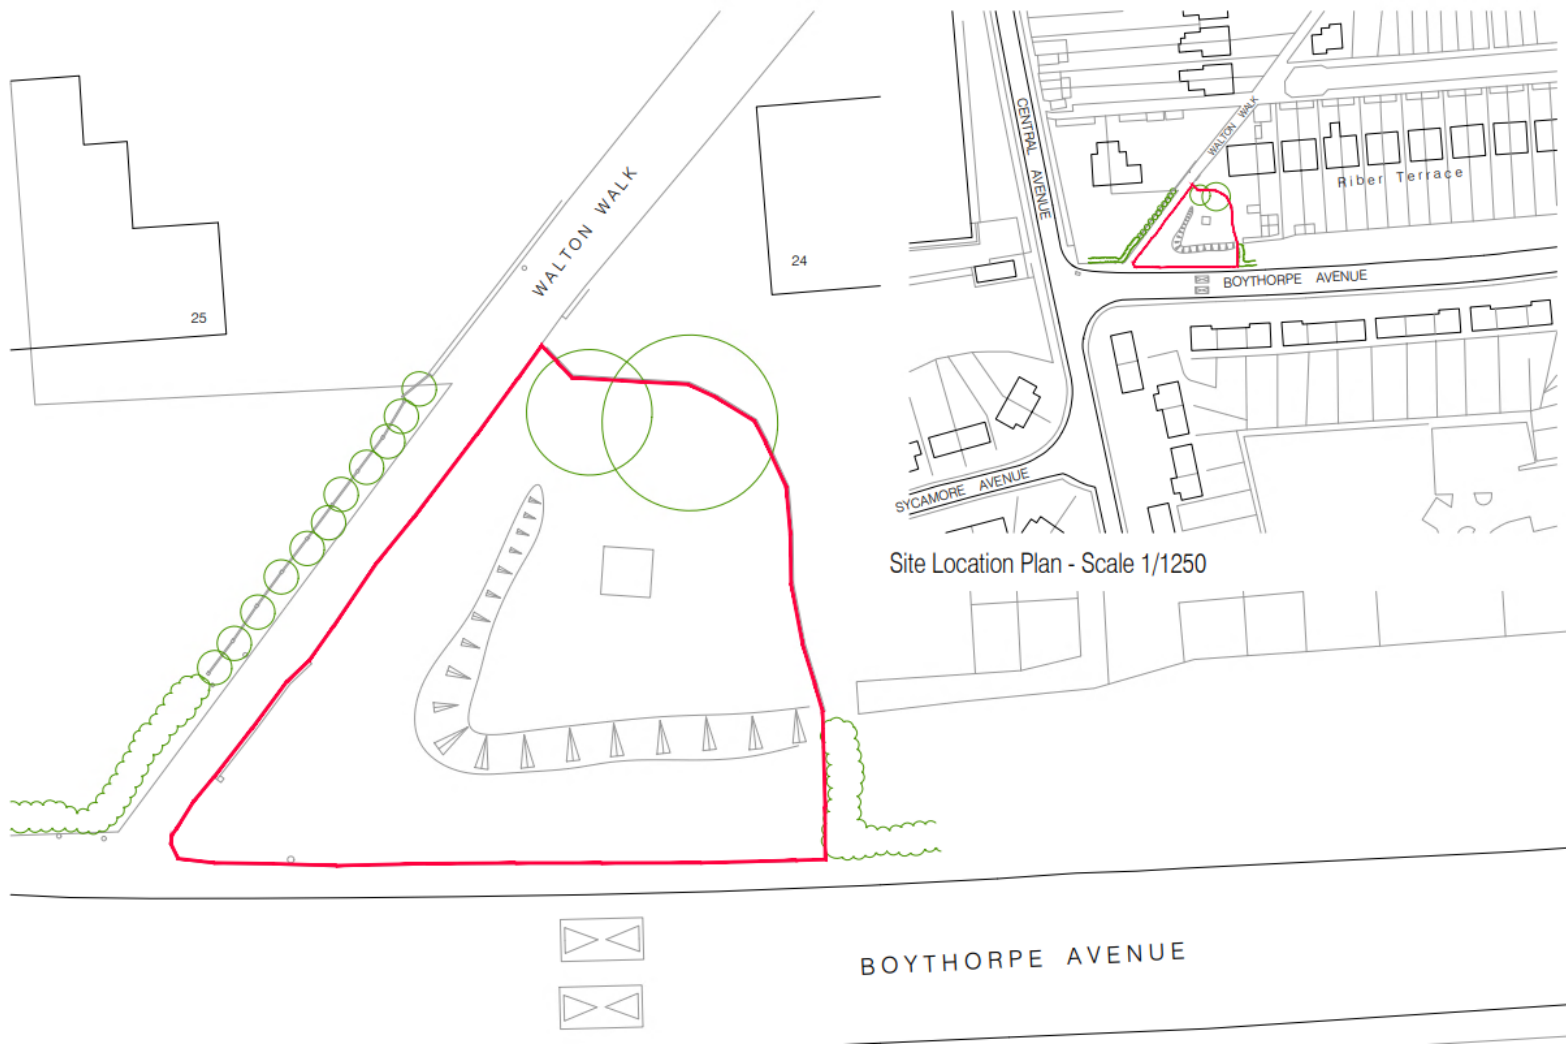 CENTRAL AVENUE
WALTON WALK
Riber Terrace
BOYTHORPE AVENUE
SYCAMORE AVENUE
Site Location Plan - Scale 1/1250
WALTON WALK
24
25
BOYTHORPE AVENUE